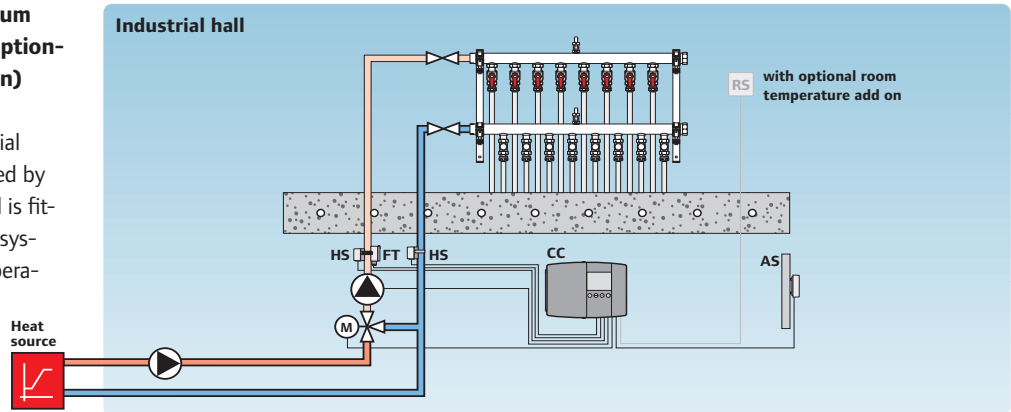 um
ption-
n)
ial
ed by
l is fit-
sys-
pera-
Industrial hall
RS
with optional room
temperature add on
HS
FT
HS
CC
AS
M
Heat
source